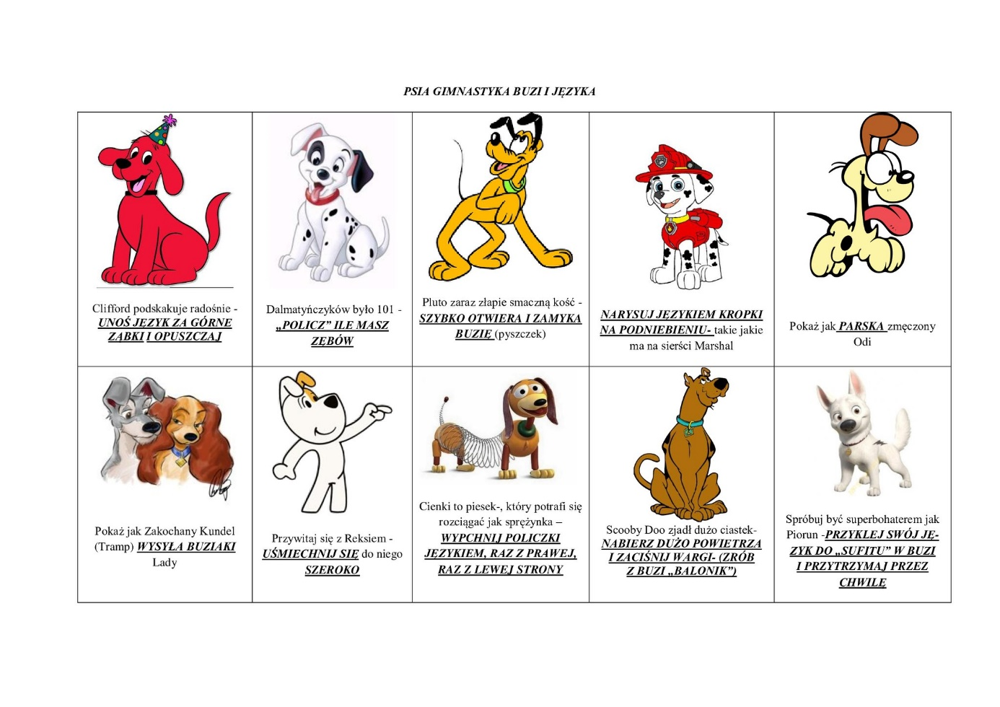 PSIA GIMNASTYKA BUZI I JĘZYKA
Clifford podskakuje radośnie -
UNOŚ JĘZYK ZA GÓRNE
ZĄBKI I OPUSZCZAJ
Dalmatyńczyków było 101 -
„POLICZ” ILE MASZ
ZĘBÓW
Pluto zaraz złapie smaczną kość -
SZYBKO OTWIERA I ZAMYKA
BUZIĘ (pyszczek)
NARYSUJ JĘZYKIEM KROPKI
NA PODNIEBIENIU- takie jakie
ma na sierści Marshal
Pokaż jak PARSKA zmęczony
Odi
Pokaż jak Zakochany Kundel
(Tramp) WYSYŁA BUZIAKI
Lady
Przywitaj się z Reksiem -
UŚMIECHNIJ SIĘ do niego
SZEROKO
Cienki to piesek-, który potrafi się
rozciągać jak sprężynka –
WYPCHNIJ POLICZKI
JĘZYKIEM, RAZ Z PRAWEJ,
RAZ Z LEWEJ STRONY
Scooby Doo zjadł dużo ciastek-
NABIERZ DUŻO POWIETRZA
I ZACIŚNIJ WARGI- (ZRÓB
Z BUZI „BALONIK”)
Spróbuj być superbohaterem jak
Piorun -PRZYKLEJ SWÓJ JĘ-
ZYK DO „SUFITU” W BUZI
I PRZYTRZYMAJ PRZEZ
CHWILĘ